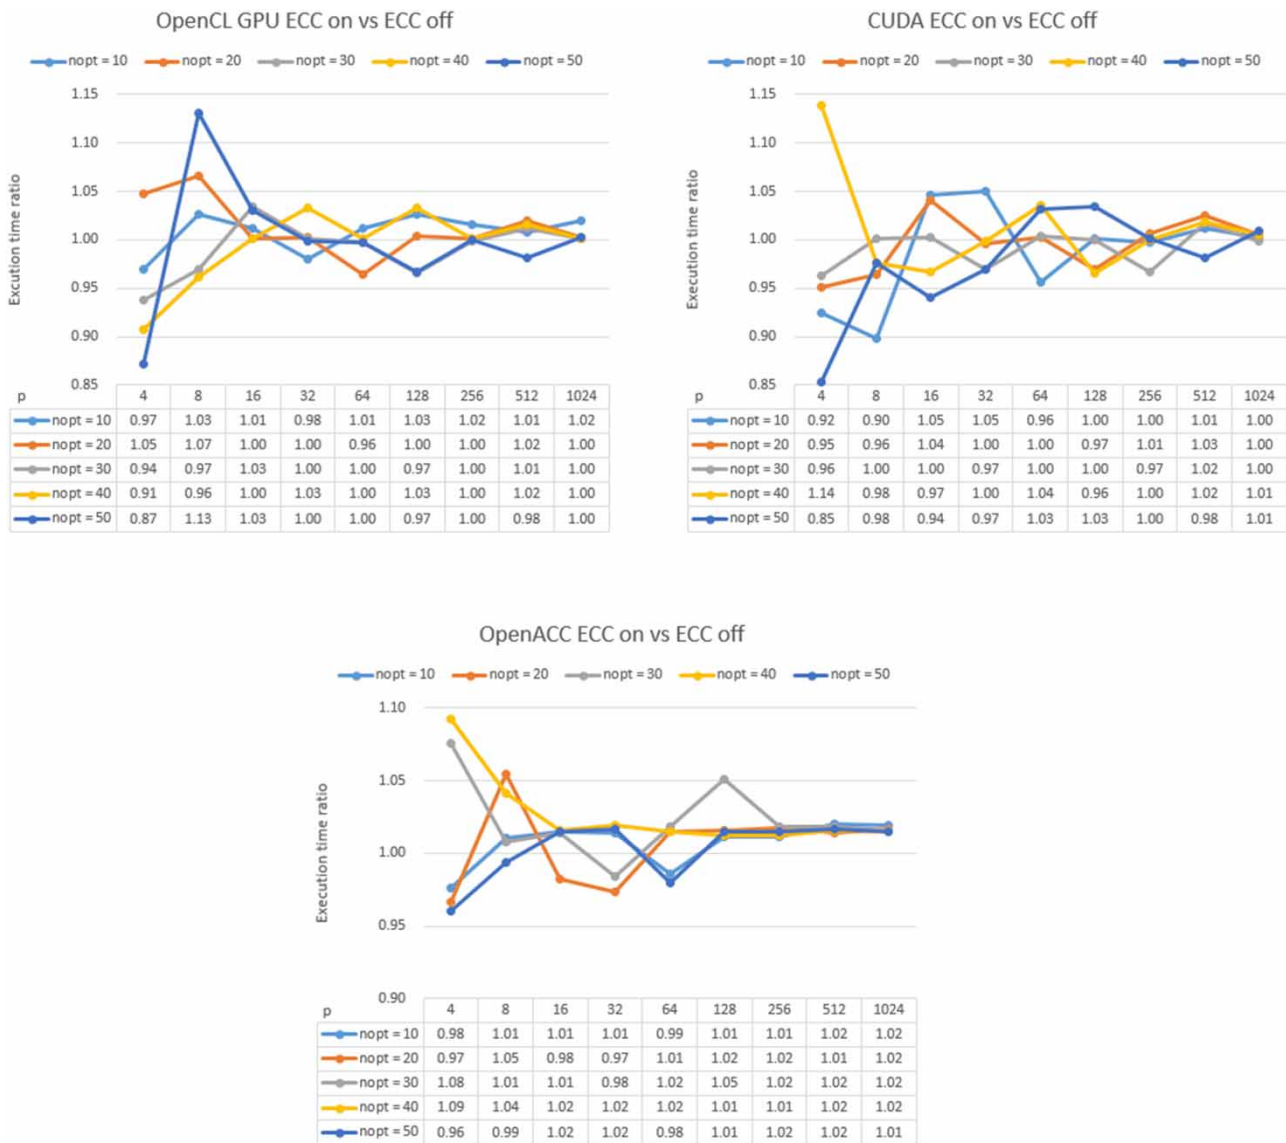 OpenCL GPU ECC on vs ECC off
nopt = 10 nopt = 20 nopt = 30 nopt = 40 nopt = 50
1.15
1.10
1.05
1.00
0.95
0.90
0.85
Excution time ratio
p 4 8 16 32 64 128 256 512 1024
nopt = 10 0.97 1.03 1.01 0.98 1.01 1.03 1.02 1.01 1.02
nopt = 20 1.05 1.07 1.00 1.00 0.96 1.00 1.00 1.02 1.00
nopt = 30 0.94 0.97 1.03 1.00 1.00 0.97 1.00 1.01 1.00
nopt = 40 0.91 0.96 1.00 1.03 1.00 1.03 1.00 1.02 1.00
nopt = 50 0.87 1.13 1.03 1.00 1.00 0.97 1.00 0.98 1.00
CUDA ECC on vs ECC off
nopt = 10 nopt = 20 nopt = 30 nopt = 40 nopt = 50
1.15
1.10
1.05
1.00
0.95
0.90
0.85
Execution time ratio
p 4 8 16 32 64 128 256 512 1024
nopt = 10 0.92 0.90 1.05 1.05 0.96 1.00 1.00 1.01 1.00
nopt = 20 0.95 0.96 1.04 1.00 1.00 0.97 1.01 1.03 1.00
nopt = 30 0.96 1.00 1.00 0.97 1.00 1.00 0.97 1.02 1.00
nopt = 40 1.14 0.98 0.97 1.00 1.04 0.96 1.00 1.02 1.01
nopt = 50 0.85 0.98 0.94 0.97 1.03 1.03 1.00 0.98 1.01
OpenACC ECC on vs ECC off
nopt = 10 nopt = 20 nopt = 30 nopt = 40 nopt = 50
1.10
1.05
1.00
0.95
0.90
Execution time ratio
p 4 8 16 32 64 128 256 512 1024
nopt = 10 0.98 1.01 1.01 1.01 0.99 1.01 1.01 1.02 1.02
nopt = 20 0.97 1.05 0.98 0.97 1.01 1.02 1.02 1.01 1.02
nopt = 30 1.08 1.01 1.01 0.98 1.02 1.05 1.02 1.02 1.02
nopt = 40 1.09 1.04 1.02 1.02 1.02 1.01 1.01 1.02 1.02
nopt = 50 0.96 0.99 1.02 1.02 0.98 1.01 1.02 1.02 1.01